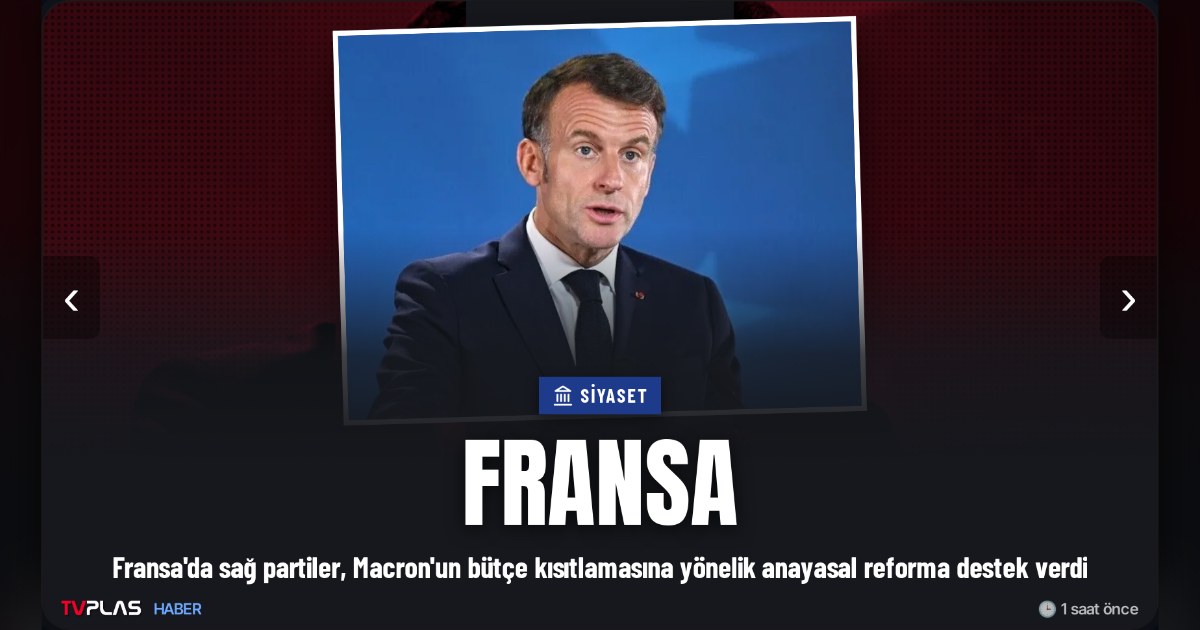 SİYASET
FRANSA
Fransa'da sağ partiler, Macron'un bütçe kısıtlamasına yönelik anayasal reforma destek verdi
TVPLAS HABER
1 saat önce